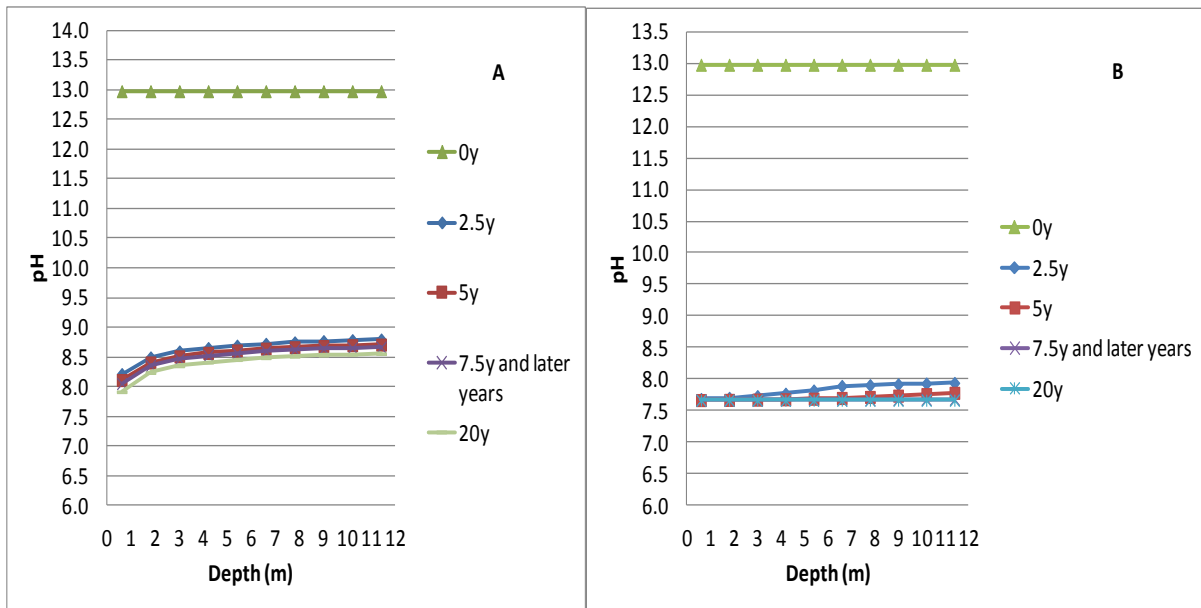 14.0
13.5
13.0
12.5
12.0
11.5
11.0
10.5
10.0
9.5
9.0
8.5
8.0
7.5
7.0
6.5
6.0
pH
0 1 2 3 4 5 6 7 8 9 10 11 12
Depth (m)
A
0y
2.5y
5y
7.5y and later
years
20y
13.5
13.0
12.5
12.0
11.5
11.0
10.5
10.0
9.5
9.0
8.5
8.0
7.5
7.0
6.5
6.0
pH
0 1 2 3 4 5 6 7 8 9 10 11 12
Depth (m)
B
0y
2.5y
5y
7.5y and later years
20y